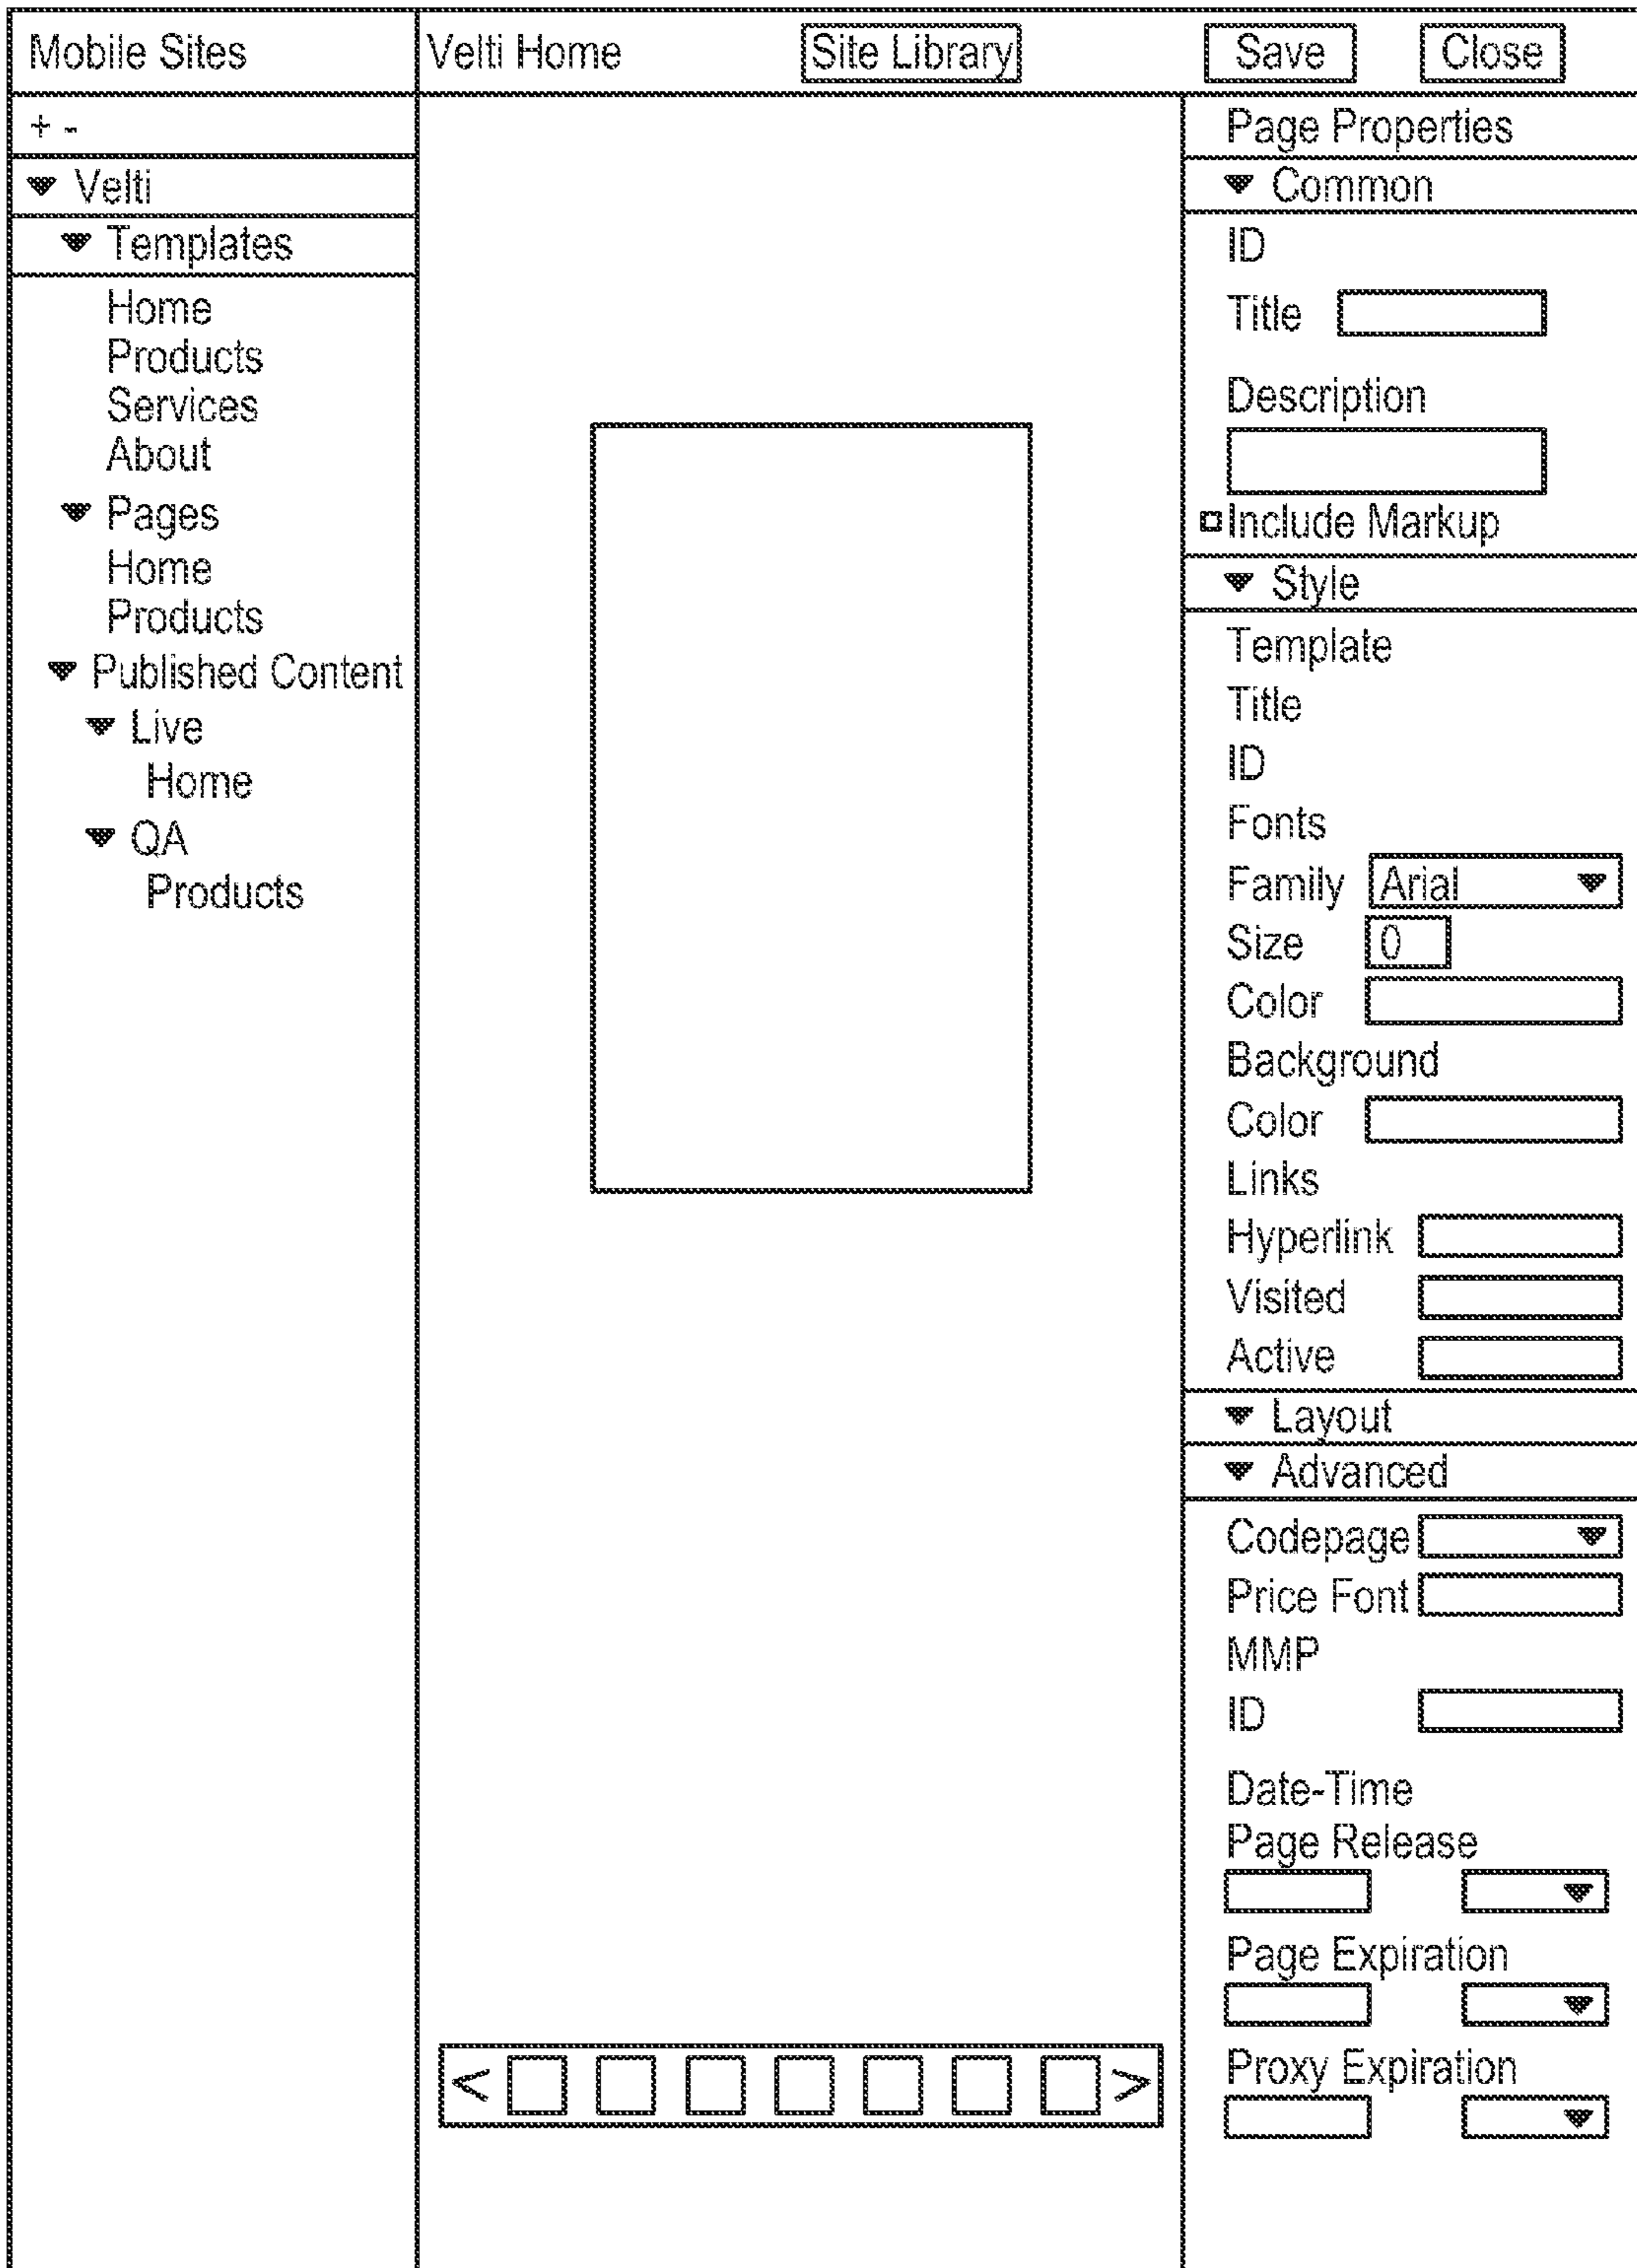 Mobile Sites
Velti Home
Site Library
Save
Close
+ -
Velti
Templates
Home
Products
Services
About
Pages
Home
Products
Published Content
Live
Home
QA
Products
< >
Page Properties
Common
ID
Title
Description
Include Markup
Style
Template
Title
ID
Fonts
Family Arial
Size 0
Color
Background
Color
Links
Hyperlink
Visited
Active
Layout
Advanced
Codepage
Price Font
MMP
ID
Date-Time
Page Release
Page Expiration
Proxy Expiration